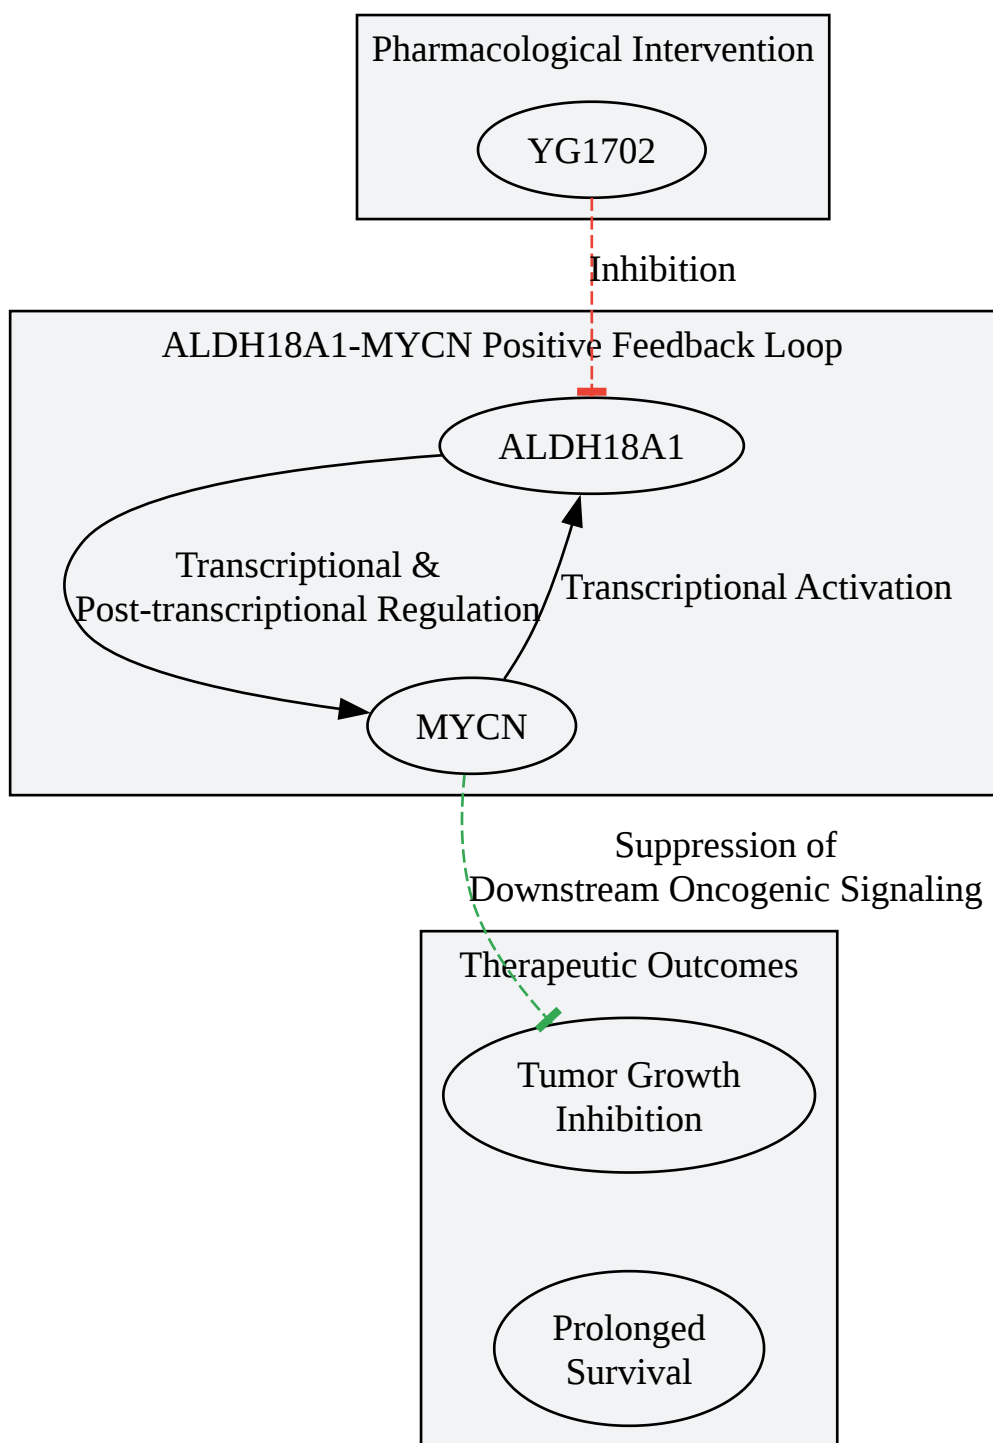 Pharmacological Intervention
YG1702
Inhibition
ALDH18A1-MYCN Positive Feedback Loop
ALDH18A1
Transcriptional &
Post-transcriptional Regulation
Transcriptional Activation
MYCN
Suppression of
Downstream Oncogenic Signaling
Therapeutic Outcomes
Tumor Growth
Inhibition
Prolonged
Survival